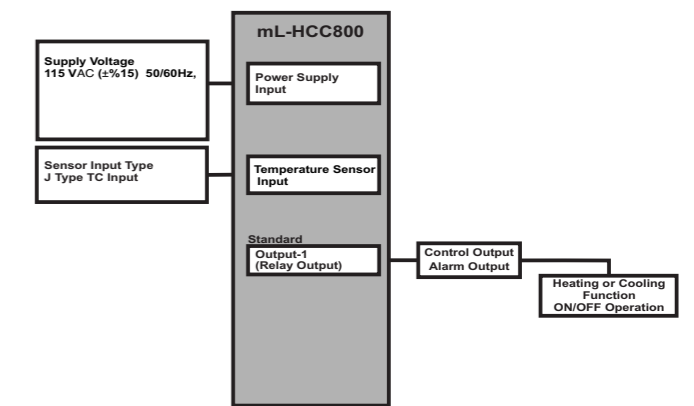 mL-HCC800
Supply Voltage
115 VAC (±%15) 50/60Hz,
Power Supply
Input
Sensor Input Type
J Type TC Input
Temperature Sensor
Input
Standard
Output-1
(Relay Output)
Control Output
Alarm Output
Heating or Cooling
Function
ON/OFF Operation